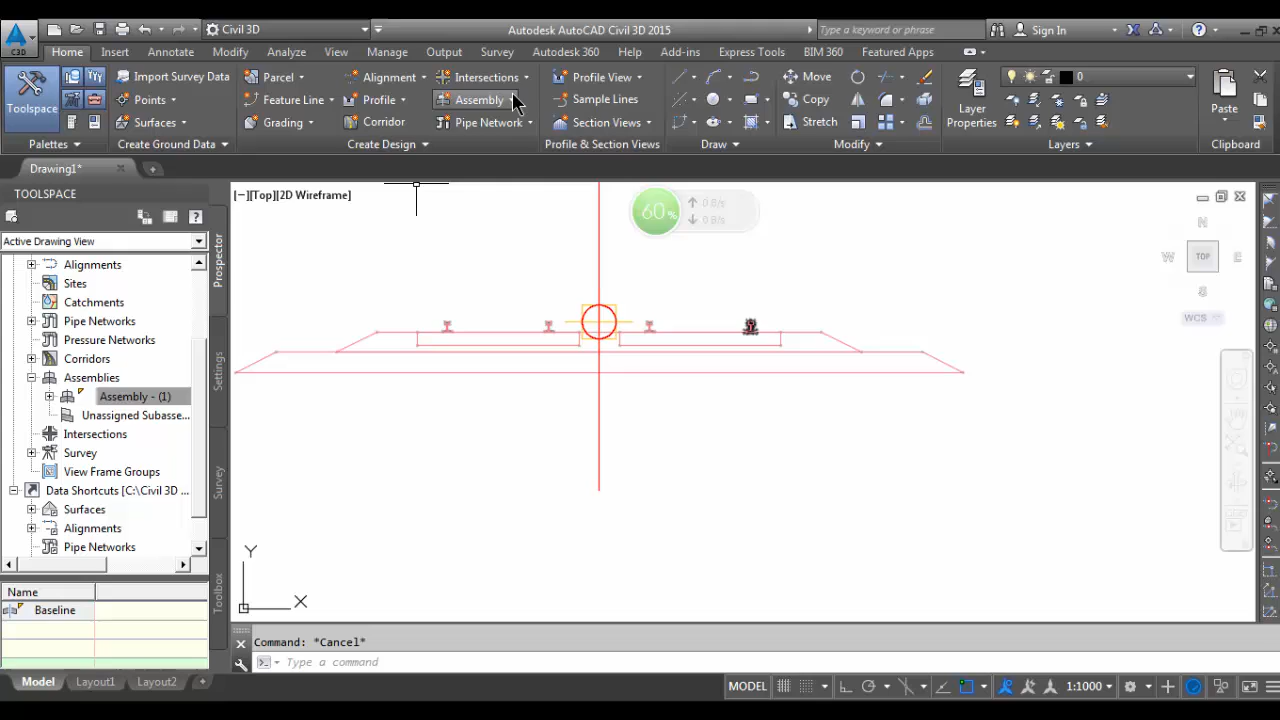 Civil 3D
Autodesk AutoCAD Civil 3D 2015
Type a keyword or phrase
Sign In
C3D
Home Insert Annotate Modify Analyze View Manage Output Survey Autodesk 360 Help Add-ins Express Tools BIM 360 Featured Apps
Import Survey Data Parcel Alignment Intersections Profile View Move 0
Toolspace Points Feature Line Profile Assembly Sample Lines Copy Layer Properties Paste
Surfaces Grading Corridor Pipe Network Section Views Stretch
Palettes Create Ground Data Create Design Profile & Section Views Draw Modify Layers Clipboard
Drawing1*
TOOLSPACE
[−][Top][2D Wireframe]
60%
0 B/s
0 B/s
Active Drawing View
N
W TOP E
S
WCS
Prospector
Settings
Survey
Toolbox
Alignments
Sites
Catchments
Pipe Networks
Pressure Networks
Corridors
Assemblies
Assembly - (1)
Unassigned Subasse...
Intersections
Survey
View Frame Groups
Data Shortcuts [C:\Civil 3D ...
Surfaces
Alignments
Pipe Networks
Name
Baseline
Y
X
Command: *Cancel*
Type a command
Model Layout1 Layout2
MODEL 1:1000